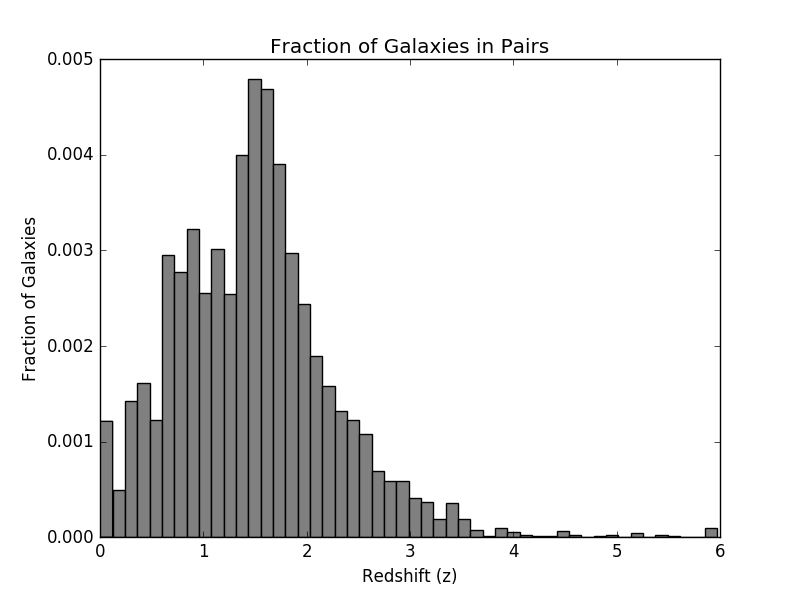 Fraction of Galaxies in Pairs
0.005
0.004
0.003
0.002
0.001
0.000
Fraction of Galaxies
0 1 2 3 4 5 6
Redshift (z)